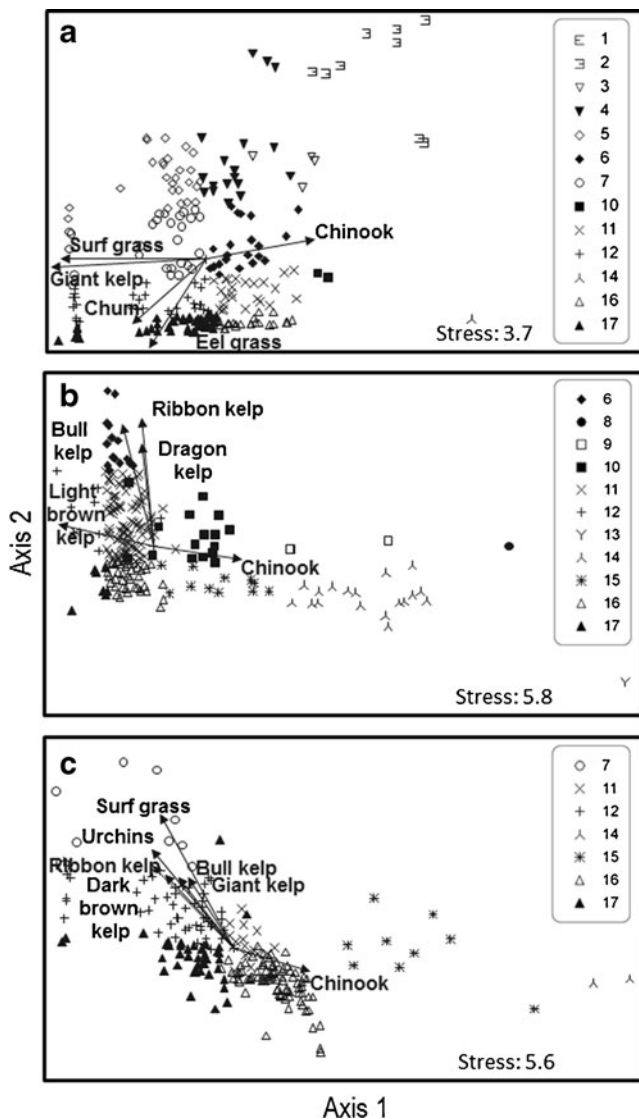 a
1
2
3
4
5
6
7
10
11
12
14
16
17
Chinook
Surf grass
Giant kelp
Chum
Eel grass
Stress: 3.7
b
6
8
9
10
11
12
13
14
15
16
17
Ribbon kelp
Bull
kelp
Dragon
kelp
Light
brown
kelp
Chinook
Stress: 5.8
Axis 2
c
7
11
12
14
15
16
17
Surf grass
Urchins
Ribbon kelp
Bull kelp
Giant kelp
Dark
brown
kelp
Chinook
Stress: 5.6
Axis 1